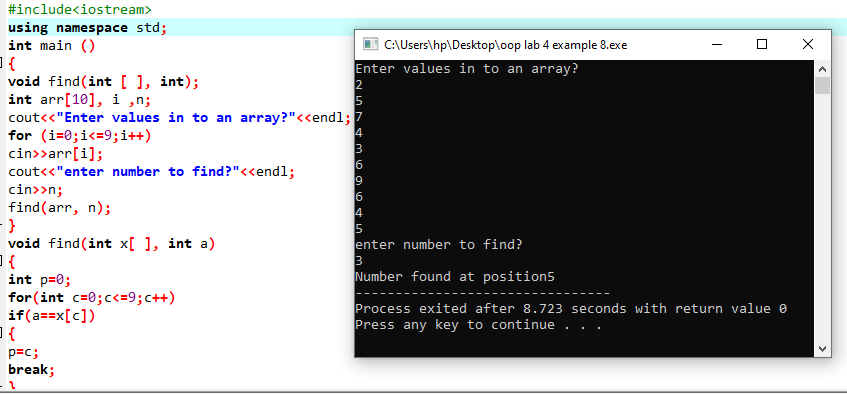 #include<iostream>
using namespace std;
int main ()
{
void find(int [ ], int);
int arr[10], i ,n;
cout<<"Enter values in to an array?"<<endl;
for (i=0;i<=9;i++)
cin>>arr[i];
cout<<"enter number to find?"<<endl;
cin>>n;
find(arr, n);
}
void find(int x[ ], int a)
{
int p=0;
for(int c=0;c<=9;c++)
if(a==x[c])
{
p=c;
break;
}
C:\Users\hp\Desktop\oop lab 4 example 8.exe
Enter values in to an array?
2
5
7
4
3
6
9
6
4
5
enter number to find?
3
Number found at position5
--------------------------------
Process exited after 8.723 seconds with return value 0
Press any key to continue . . .